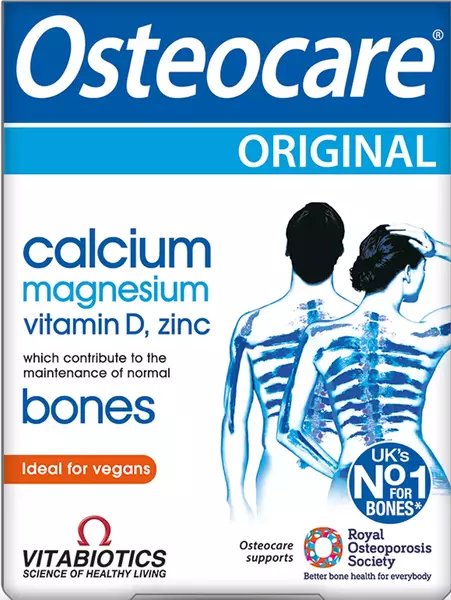 Osteocare®
ORIGINAL
calcium
magnesium
vitamin D, zinc
which contribute to the
maintenance of normal
bones
Ideal for vegans
UK's
No1
FOR
BONES*
VITABIOTICS
SCIENCE OF HEALTHY LIVING
Osteocare
supports
Royal
Osteoporosis
Society
Better bone health for everybody